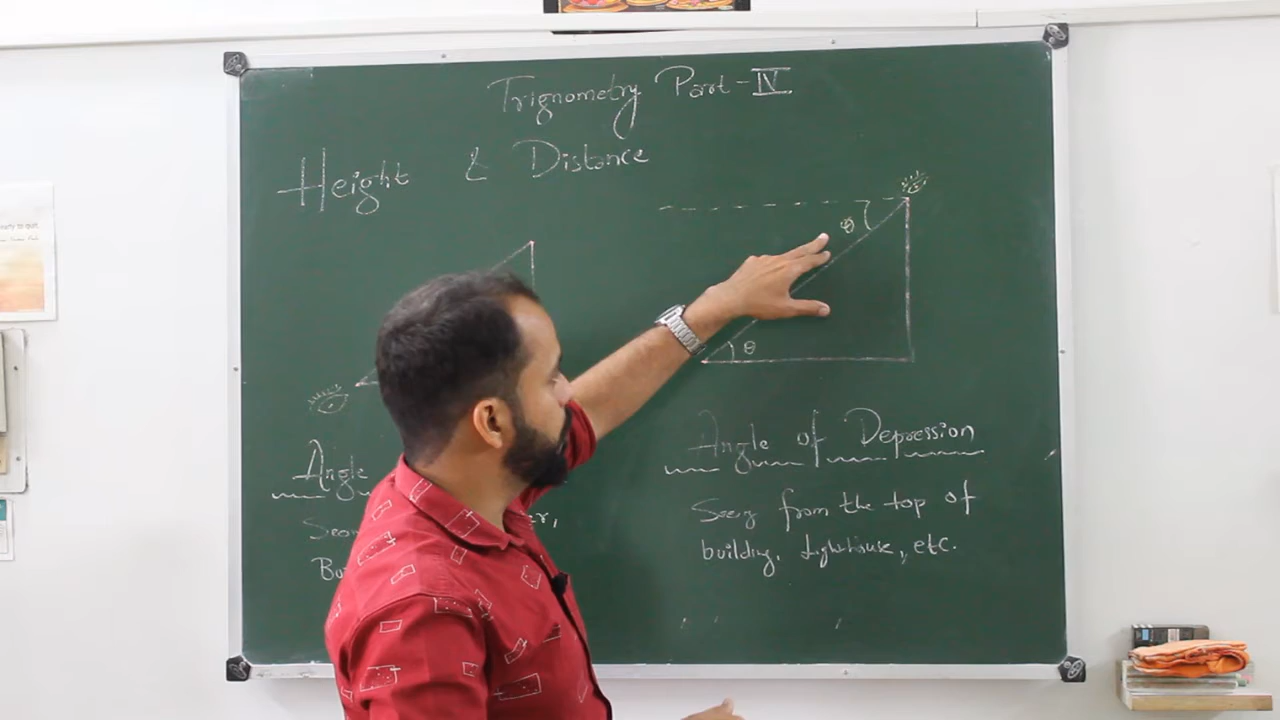 Trignometry Part-IV
Height & Distance
θ
θ
Angle
Angle of Depression
Seeing from the top of
building, Lighthouse, etc.